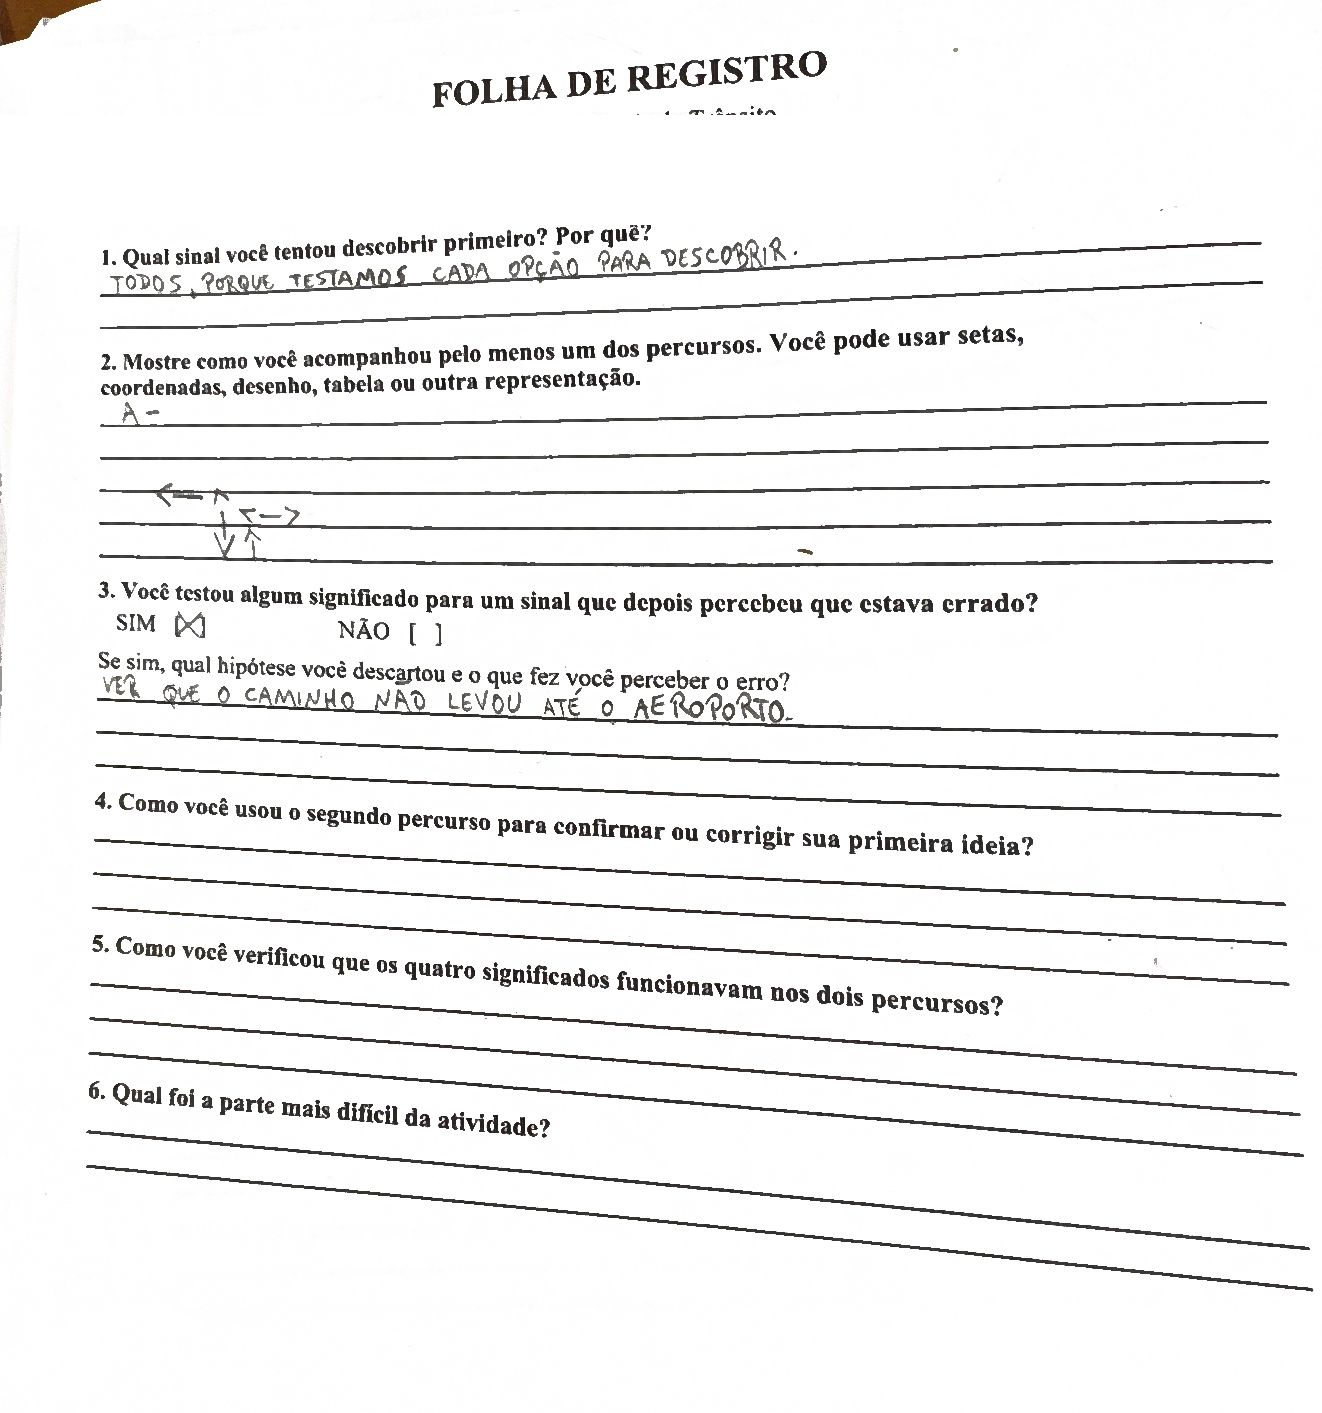 FOLHA DE REGISTRO
Trânsito
1. Qual sinal você tentou descobrir primeiro? Por quê?
TODOS, PORQUE TESTAMOS CADA OPÇÃO PARA DESCOBRIR.
2. Mostre como você acompanhou pelo menos um dos percursos. Você pode usar setas,
coordenadas, desenho, tabela ou outra representação.
A -
3. Você testou algum significado para um sinal que depois percebeu que estava errado?
SIM [X] NÃO [ ]
Se sim, qual hipótese você descartou e o que fez você perceber o erro?
VER QUE O CAMINHO NAO LEVOU ATÉ O AEROPORTO.
4. Como você usou o segundo percurso para confirmar ou corrigir sua primeira ideia?
5. Como você verificou que os quatro significados funcionavam nos dois percursos?
6. Qual foi a parte mais difícil da atividade?